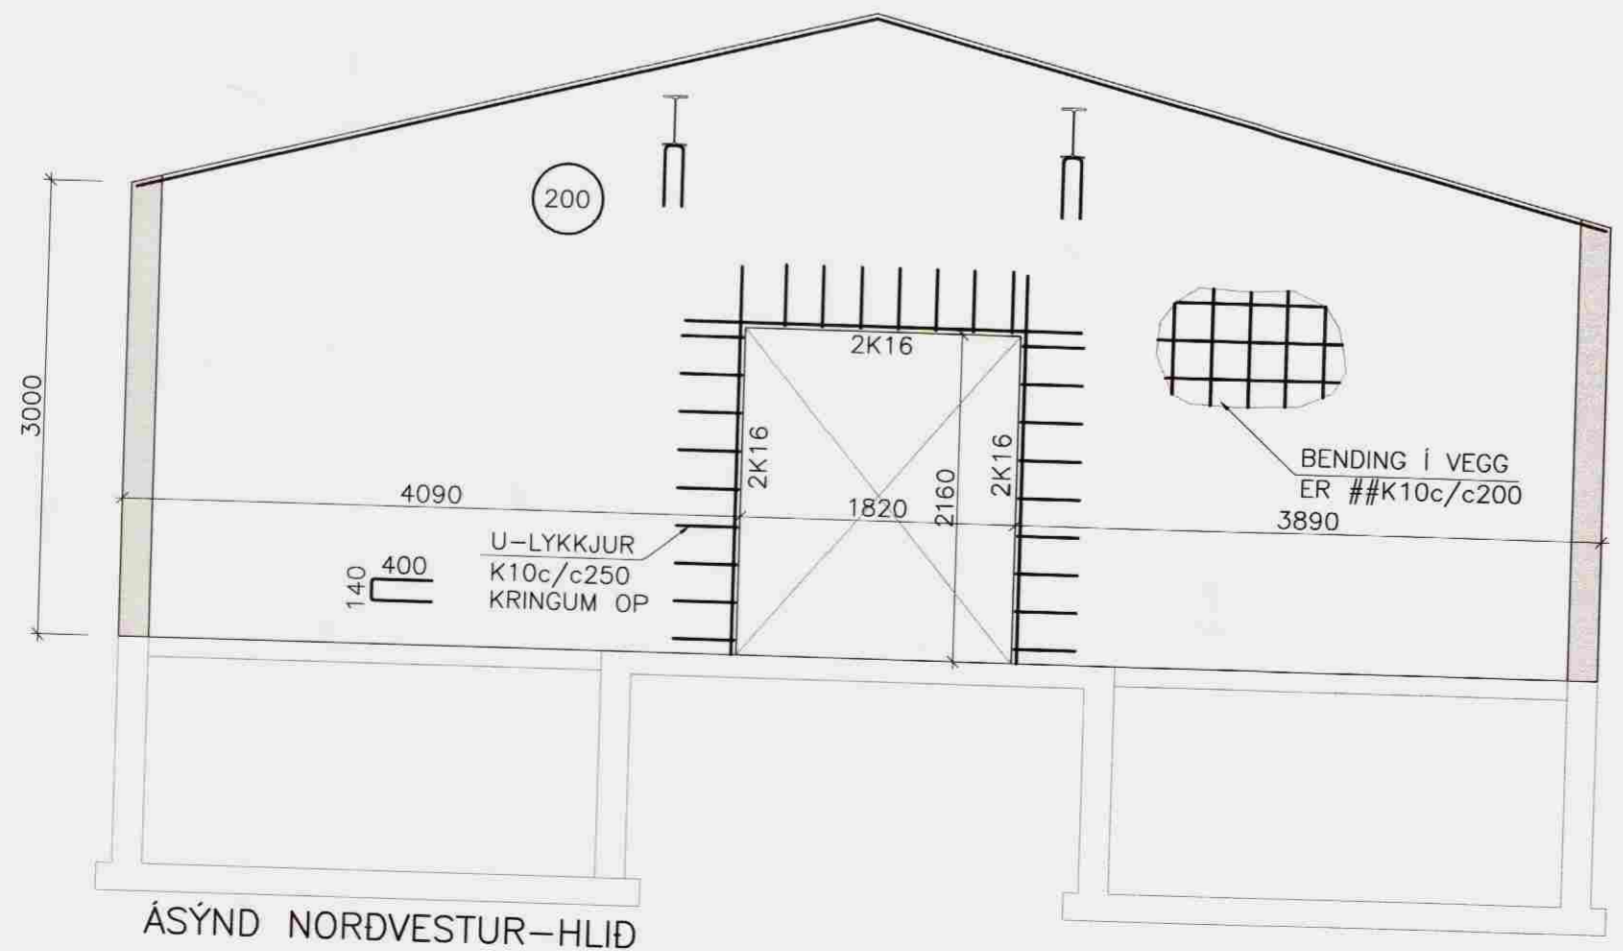 200
2K16
3000
2K16
2160
2K16
BENDING Í VEGG
ER ##K10c/c200
4090
1820
3890
U-LYKKJUR
K10c/c250
KRINGUM OP
400
140
ÁSÝND NORÐVESTUR-HLIÐ